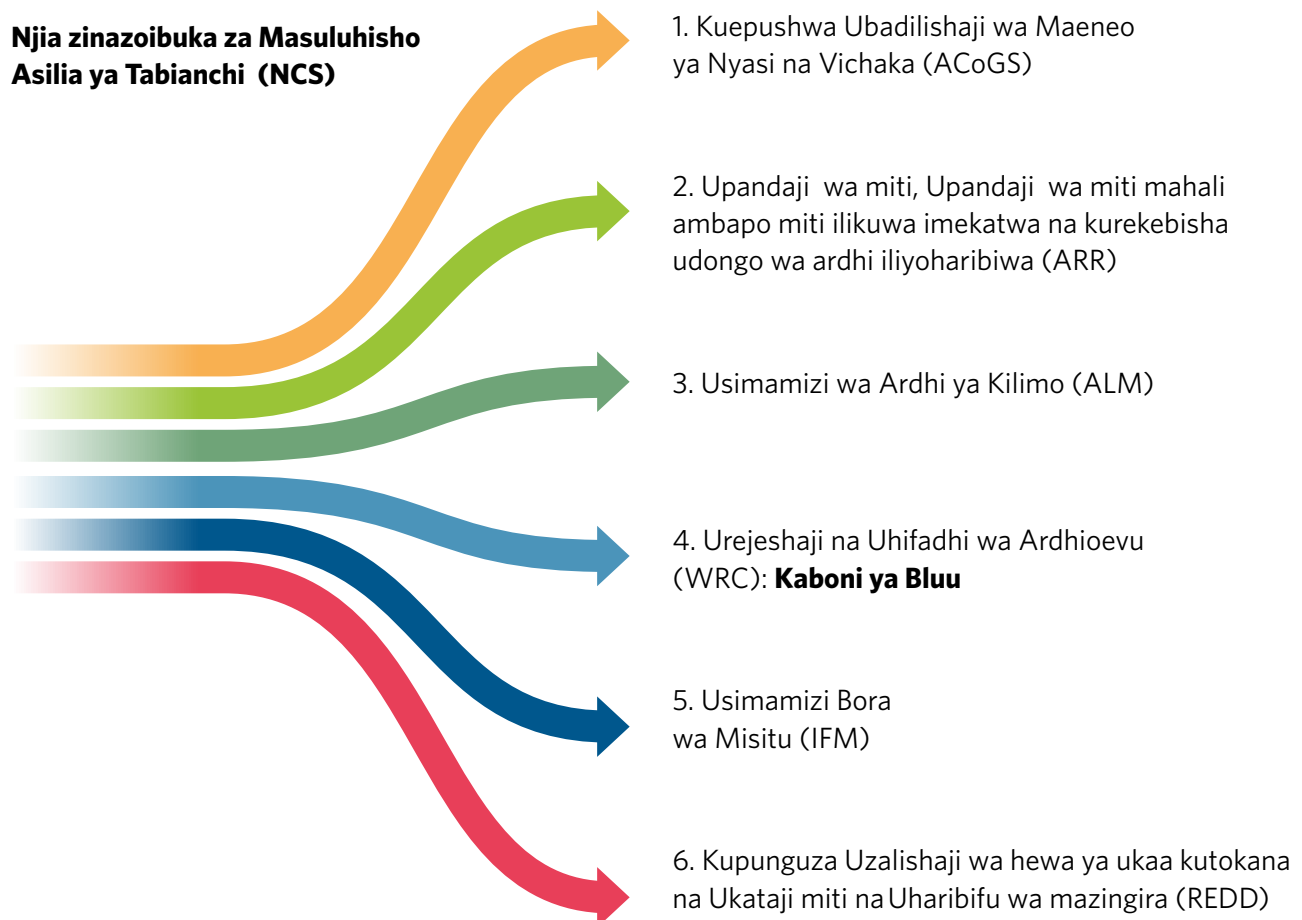 Njia zinazoibuka za Masuluhisho
Asilia ya Tabianchi (NCS)
1. Kuepushwa Ubadilishaji wa Maeneo
ya Nyasi na Vichaka (ACoGS)
2. Upandaji wa miti, Upandaji wa miti mahali
ambapo miti ilikuwa imekatwa na kurekebisha
udongo wa ardhi iliyoharibiwa (ARR)
3. Usimamizi wa Ardhi ya Kilimo (ALM)
4. Urejeshaji na Uhifadhi wa Ardhioevu
(WRC): Kaboni ya Bluu
5. Usimamizi Bora
wa Misitu (IFM)
6. Kupunguza Uzalishaji wa hewa ya ukaa kutokana
na Ukataji miti na Uharibifu wa mazingira (REDD)